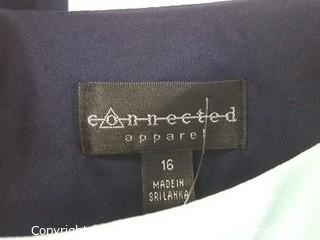 connected
apparel
16
MADE IN
SRI LANKA
Copyright